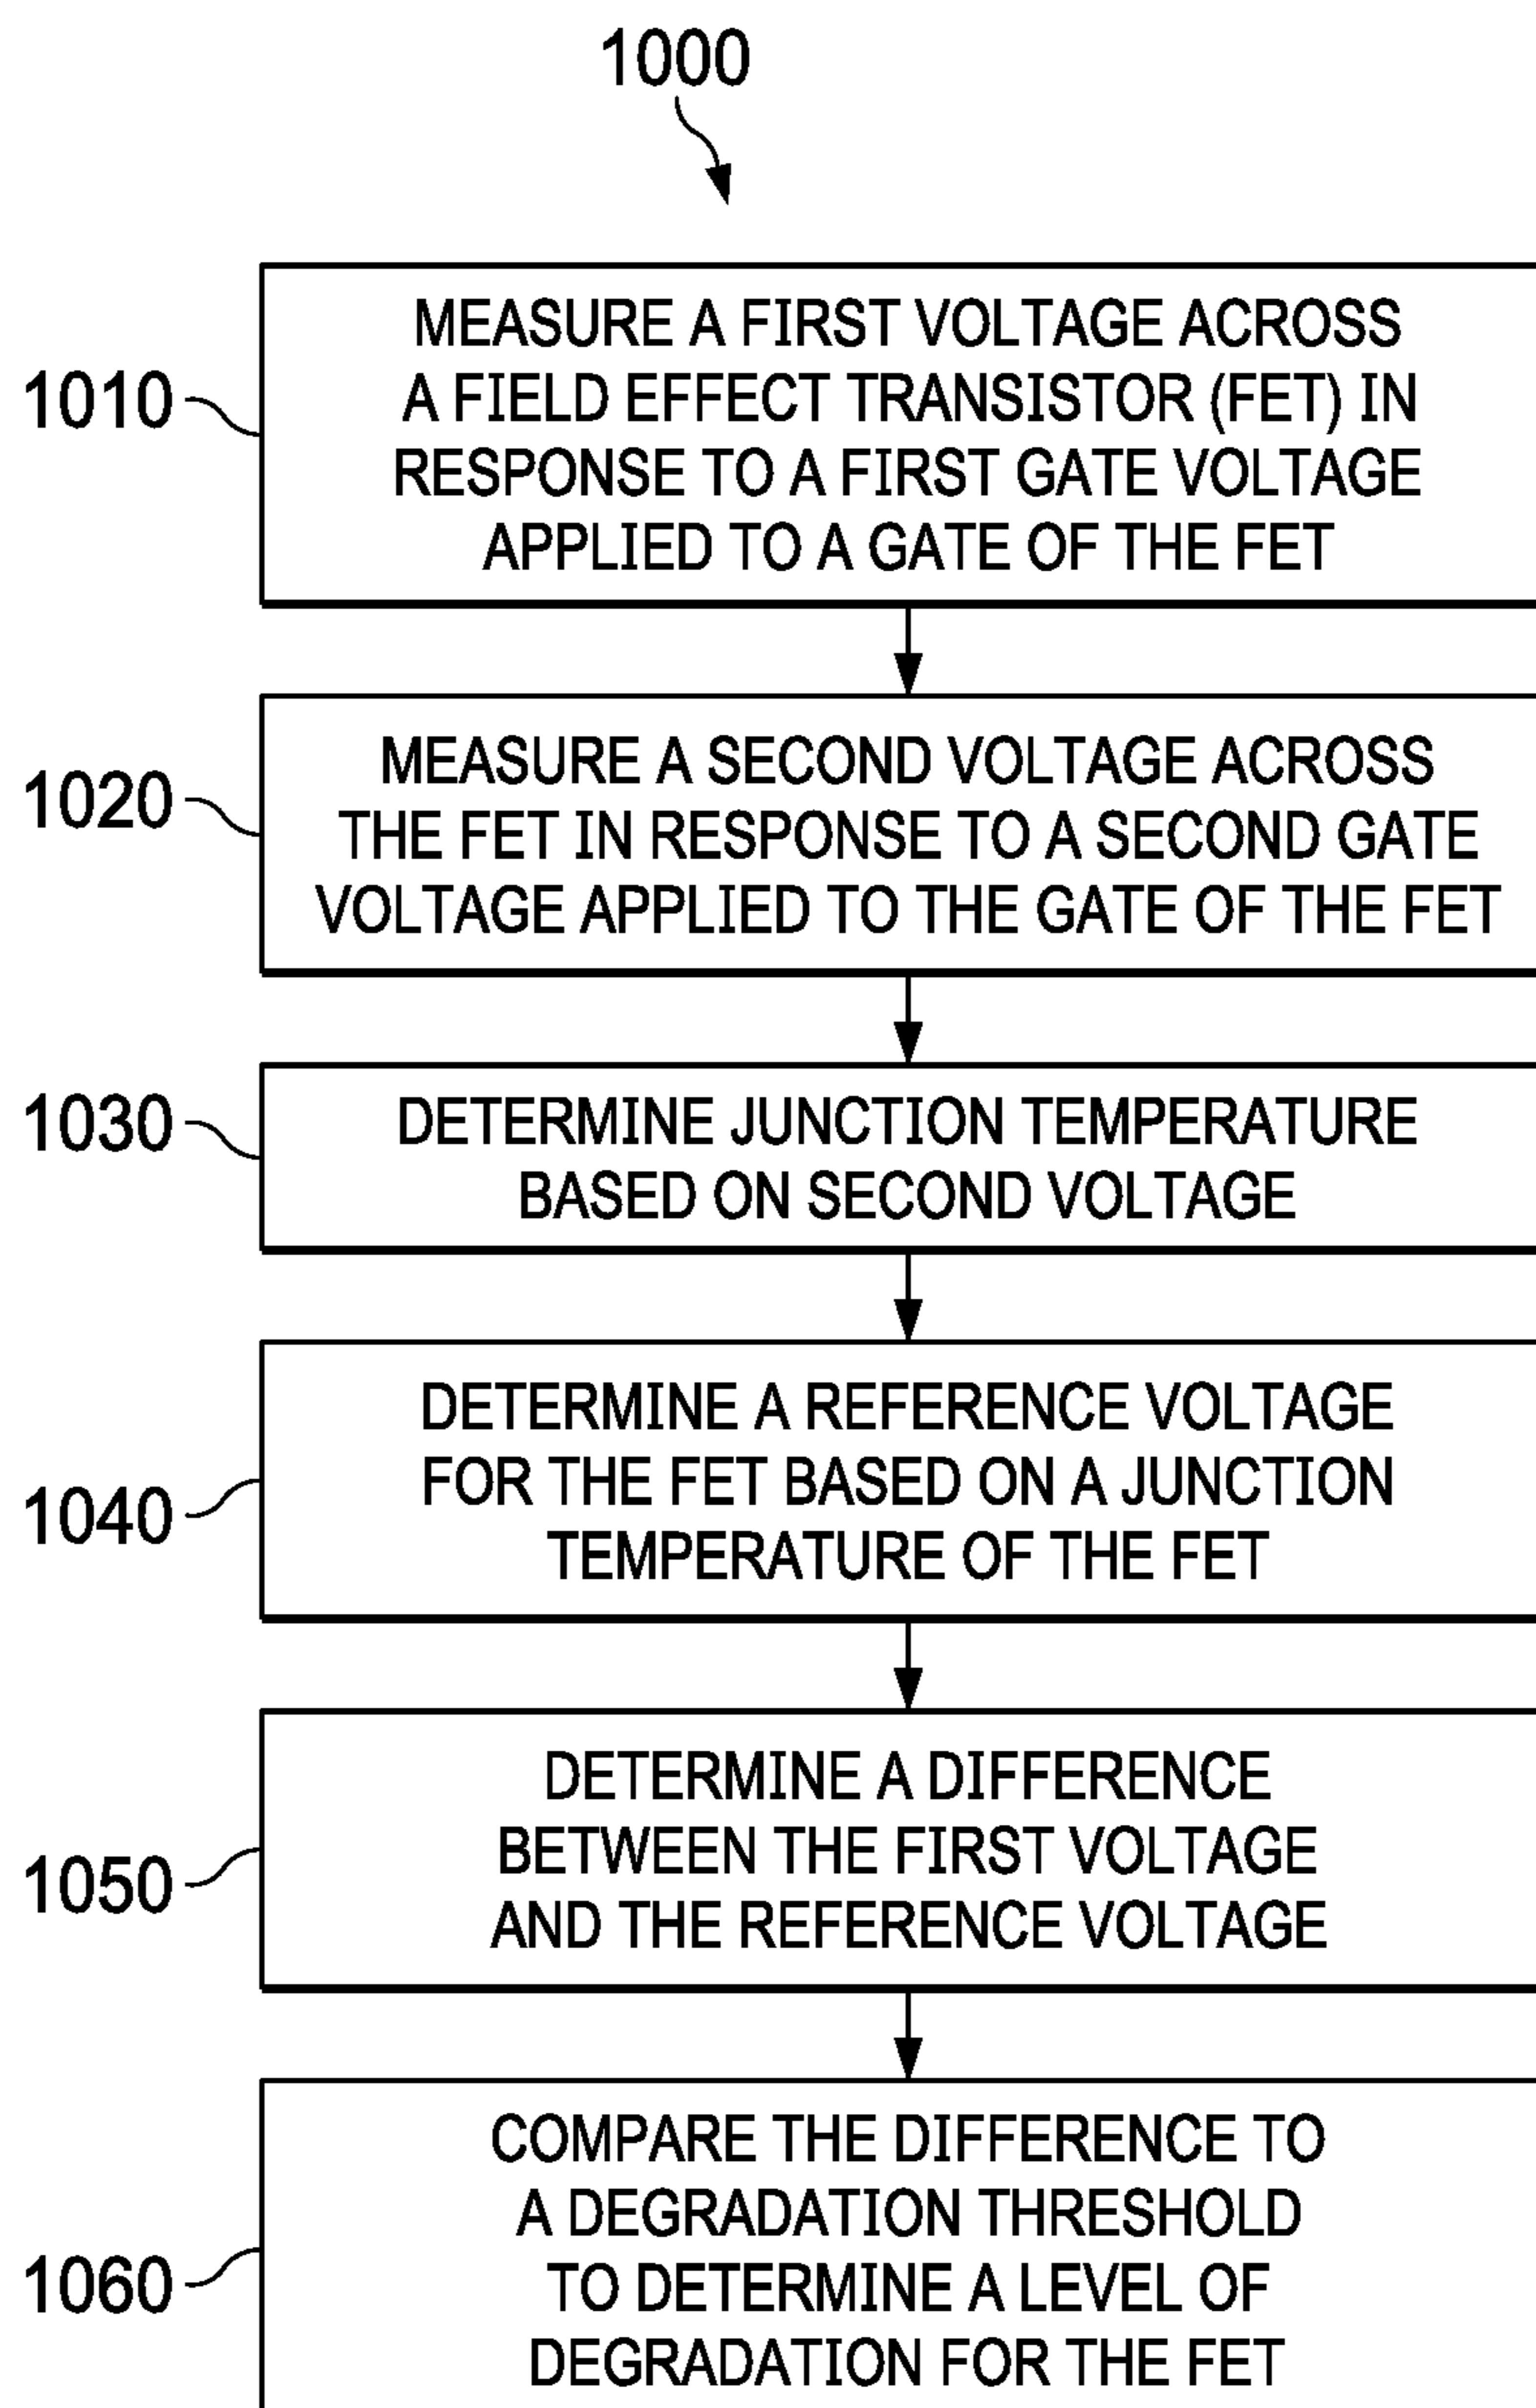 1000
1010
MEASURE A FIRST VOLTAGE ACROSS
A FIELD EFFECT TRANSISTOR (FET) IN
RESPONSE TO A FIRST GATE VOLTAGE
APPLIED TO A GATE OF THE FET
1020
MEASURE A SECOND VOLTAGE ACROSS
THE FET IN RESPONSE TO A SECOND GATE
VOLTAGE APPLIED TO THE GATE OF THE FET
1030
DETERMINE JUNCTION TEMPERATURE
BASED ON SECOND VOLTAGE
1040
DETERMINE A REFERENCE VOLTAGE
FOR THE FET BASED ON A JUNCTION
TEMPERATURE OF THE FET
1050
DETERMINE A DIFFERENCE
BETWEEN THE FIRST VOLTAGE
AND THE REFERENCE VOLTAGE
1060
COMPARE THE DIFFERENCE TO
A DEGRADATION THRESHOLD
TO DETERMINE A LEVEL OF
DEGRADATION FOR THE FET